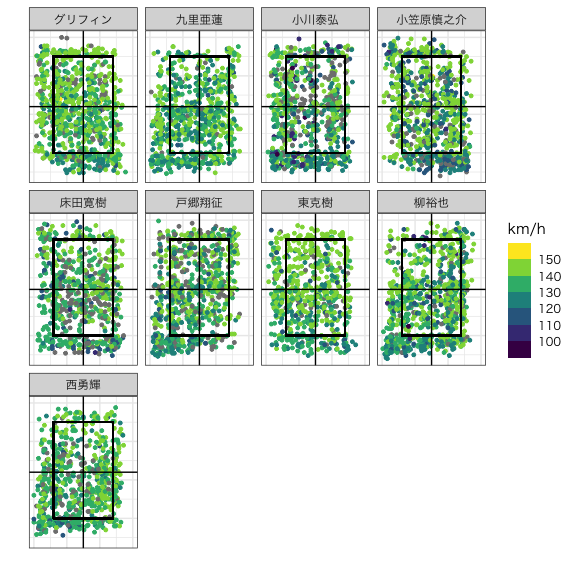 グリフィン
九里亜蓮
小川泰弘
小笠原慎之介
床田寛樹
戸郷翔征
東克樹
柳裕也
西勇輝
km/h
150
140
130
120
110
100